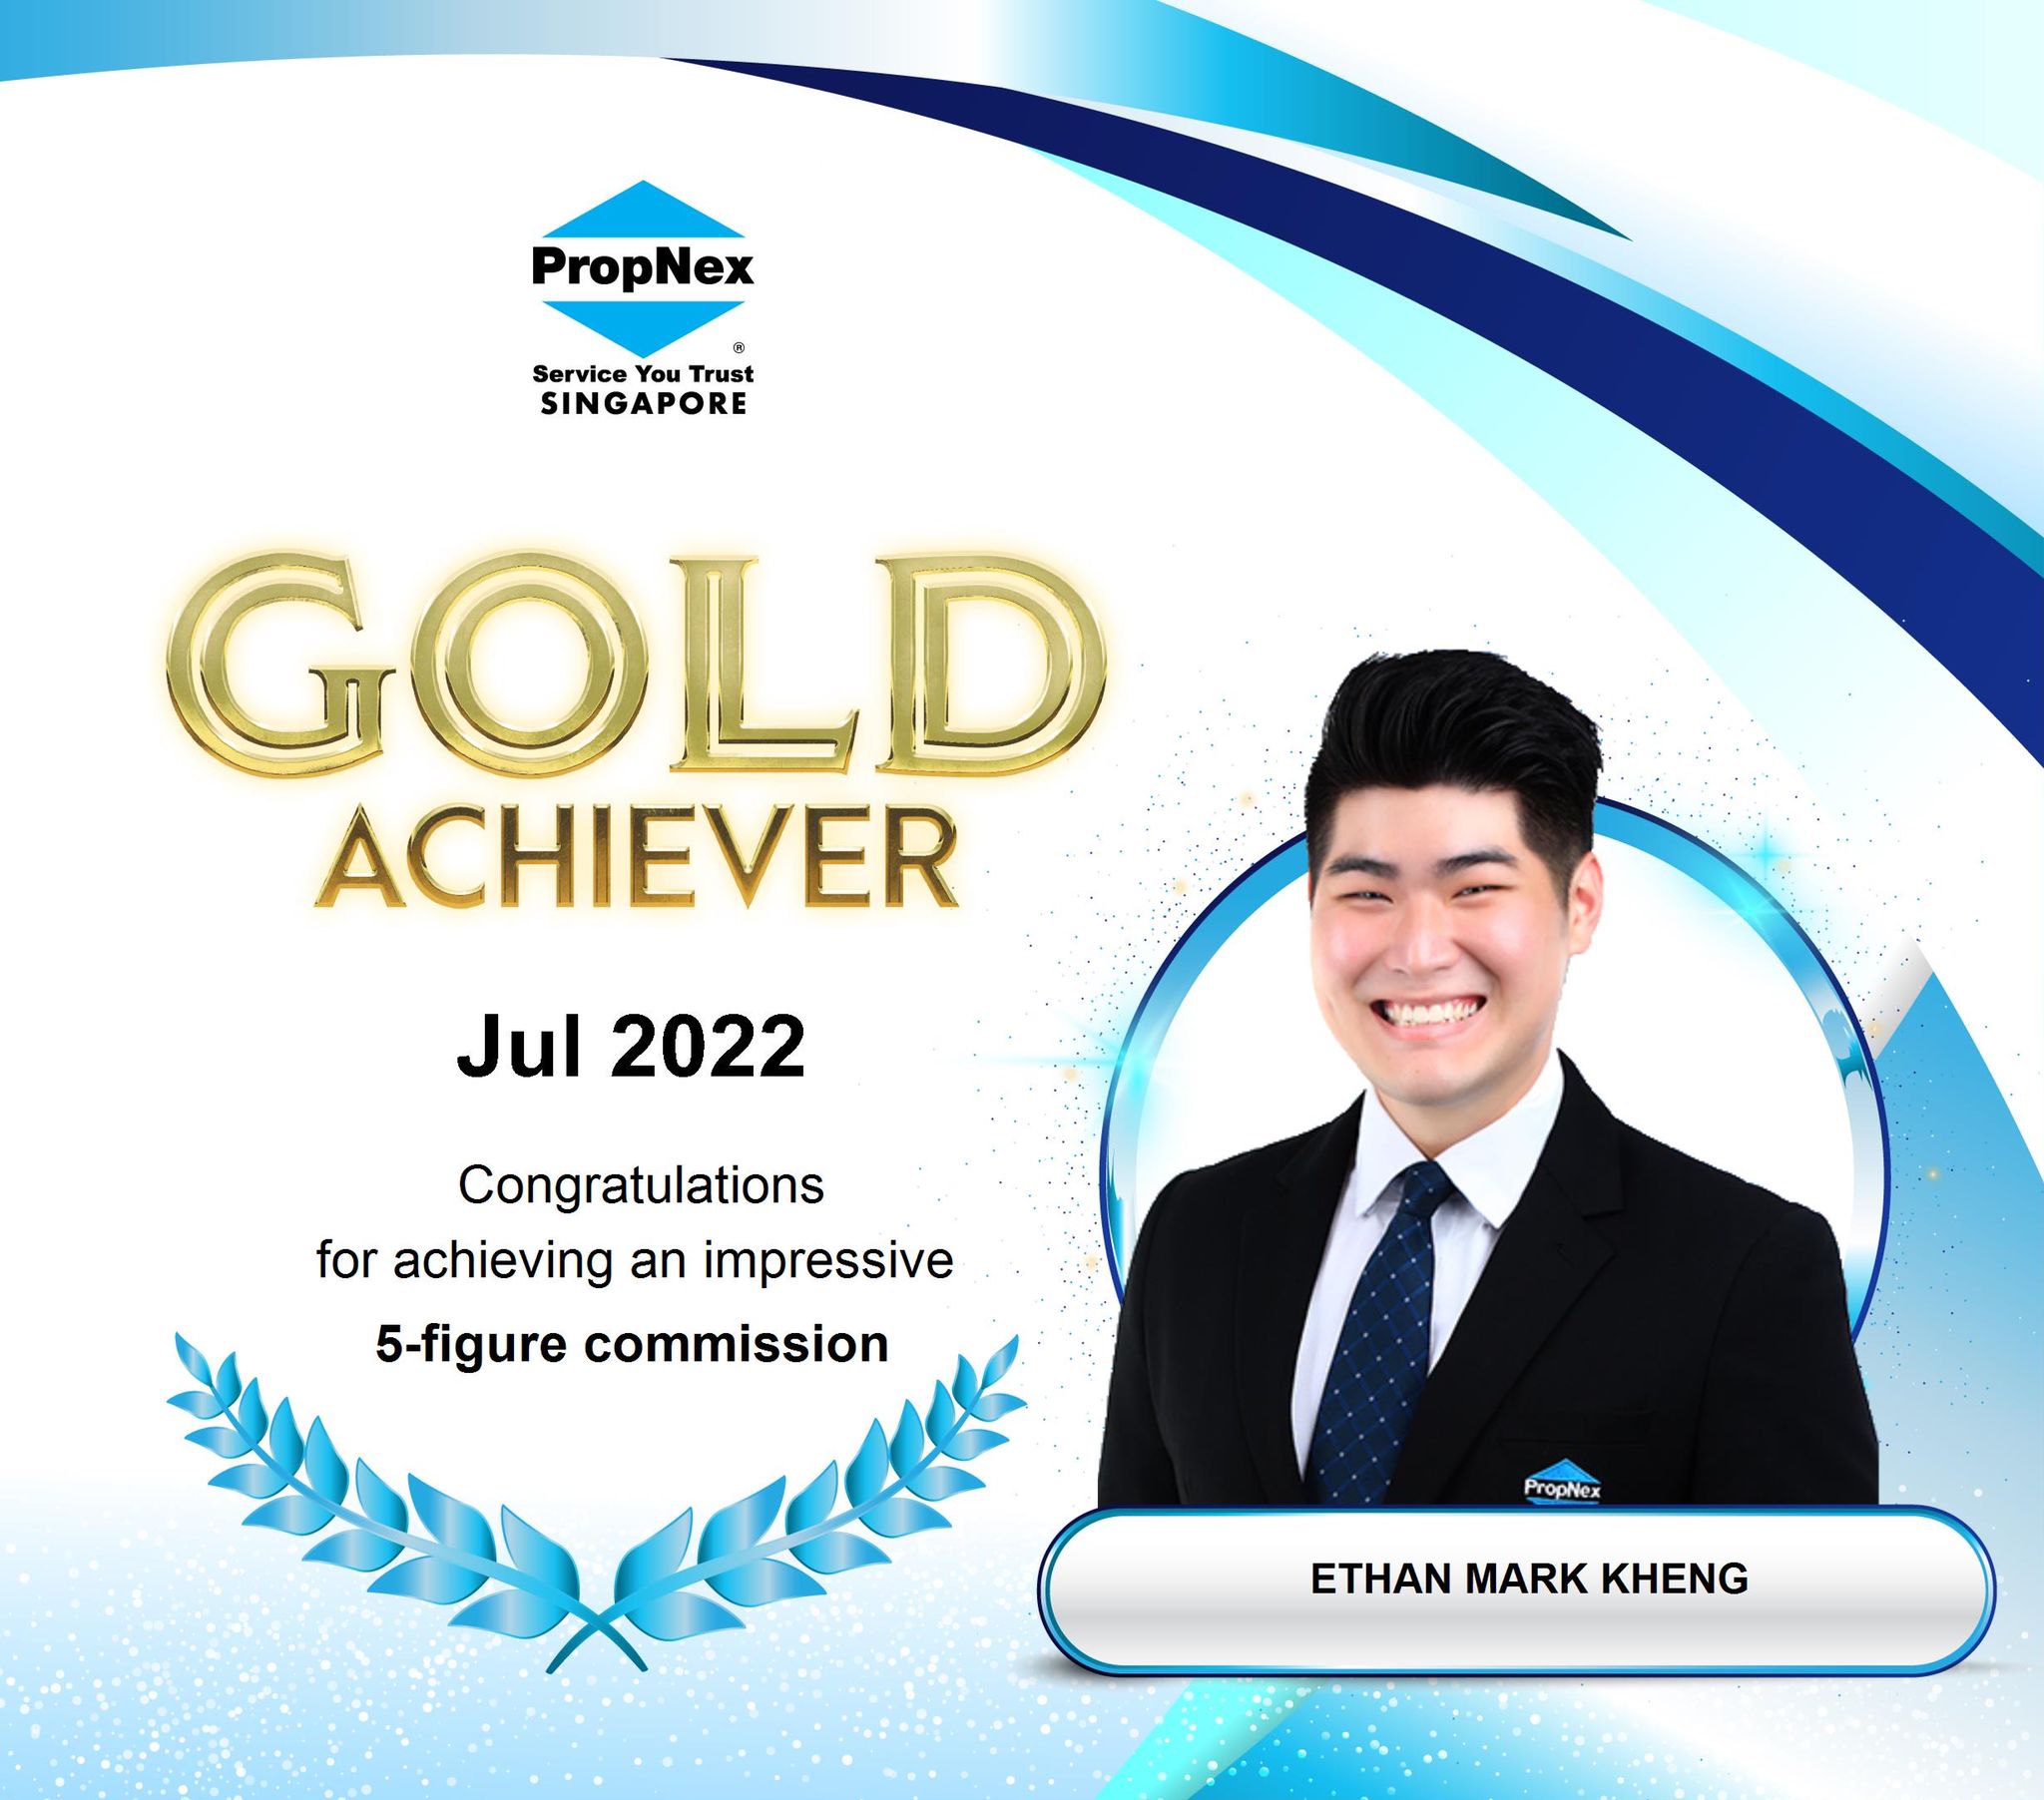 PropNex
®
Service You Trust
SINGAPORE
GOLD
ACHIEVER
Jul 2022
Congratulations
for achieving an impressive
5-figure commission
PropNex
ETHAN MARK KHENG